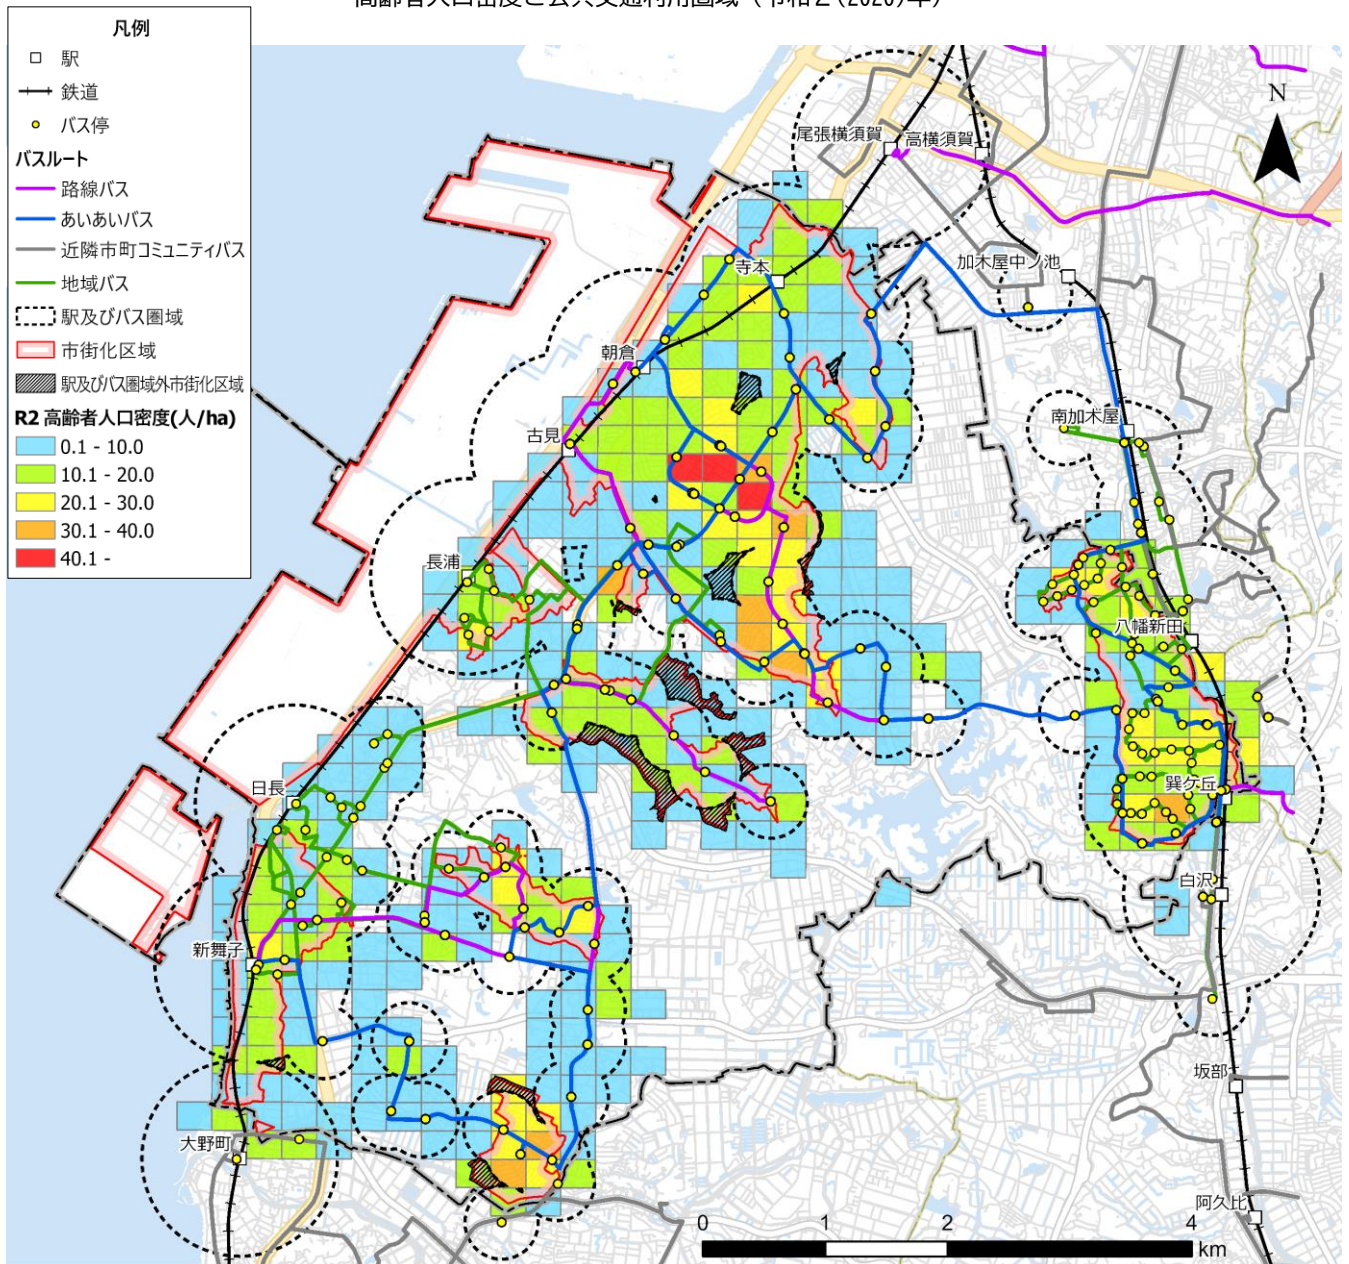 高齢者人口密度と公共交通利用圏域（令和２(2020)年）
凡例
駅
鉄道
バス停
バスルート
路線バス
あいあいバス
近隣市町コミュニティバス
地域バス
駅及びバス圏域
市街化区域
駅及びバス圏域外市街化区域
R2 高齢者人口密度(人/ha)
0.1 - 10.0
10.1 - 20.0
20.1 - 30.0
30.1 - 40.0
40.1 -
N
尾張横須賀
高横須賀
加木屋中ノ池
寺本
朝倉
南加木屋
古見
長浦
八幡新田
日長
巽ケ丘
白沢
新舞子
坂部
大野町
阿久比
0 1 2 4
km